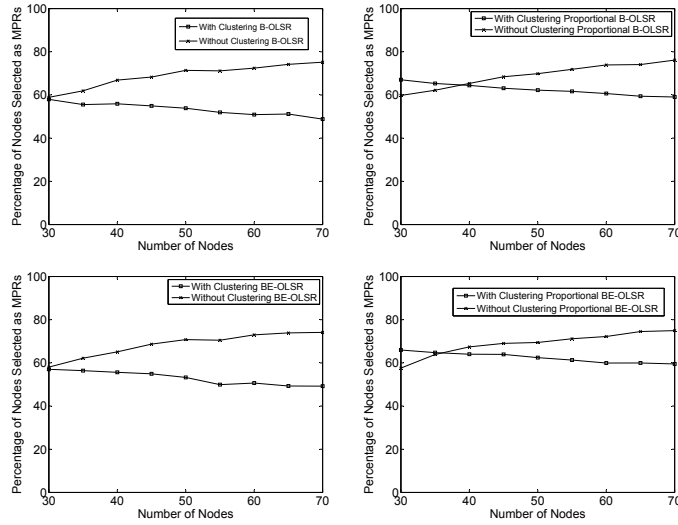 100
80
60
40
20
0
30 40 50 60 70
Number of Nodes
Percentage of Nodes Selected as MPRs
With Clustering B-OLSR
Without Clustering B-OLSR
100
80
60
40
20
0
30 40 50 60 70
Number of Nodes
Percentage of Nodes Selected as MPRs
With Clustering Proportional B-OLSR
Without Clustering Proportional B-OLSR
100
80
60
40
20
0
30 40 50 60 70
Number of Nodes
Percentage of Nodes Selected as MPRs
With Clustering BE-OLSR
Without Clustering BE-OLSR
100
80
60
40
20
0
30 40 50 60 70
Number of Nodes
Percentage of Nodes Selected as MPRs
With Clustering Proportional BE-OLSR
Without Clustering Proportional BE-OLSR